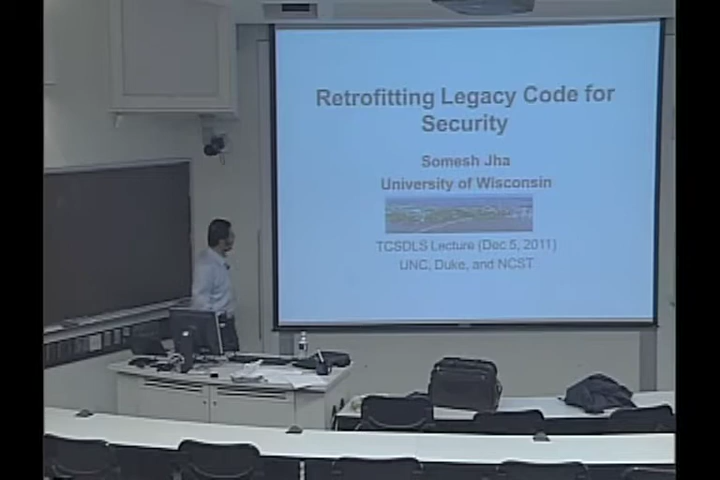 Retrofitting Legacy Code for
Security
Somesh Jha
University of Wisconsin
TCSDLS Lecture (Dec 5, 2011)
UNC, Duke, and NCST